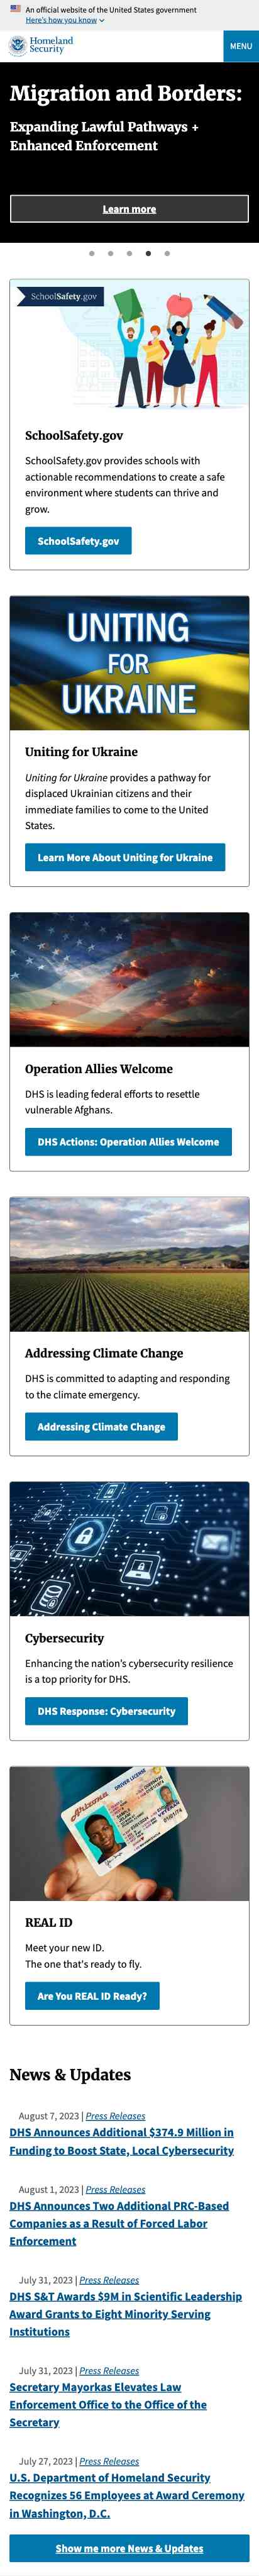 An official website of the United States government
Here's how you know
Homeland
Security
MENU
Migration and Borders:
Expanding Lawful Pathways +
Enhanced Enforcement
Learn more
SchoolSafety.gov
SchoolSafety.gov
SchoolSafety.gov provides schools with
actionable recommendations to create a safe
environment where students can thrive and
grow.
SchoolSafety.gov
UNITING
FOR
UKRAINE
Uniting for Ukraine
Uniting for Ukraine provides a pathway for
displaced Ukrainian citizens and their
immediate families to come to the United
States.
Learn More About Uniting for Ukraine
Operation Allies Welcome
DHS is leading federal efforts to resettle
vulnerable Afghans.
DHS Actions: Operation Allies Welcome
Addressing Climate Change
DHS is committed to adapting and responding
to the climate emergency.
Addressing Climate Change
Cybersecurity
Enhancing the nation's cybersecurity resilience
is a top priority for DHS.
DHS Response: Cybersecurity
Arizona
DRIVER LICENSE
REAL ID
Meet your new ID.
The one that's ready to fly.
Are You REAL ID Ready?
News & Updates
August 7, 2023 | Press Releases
DHS Announces Additional $374.9 Million in
Funding to Boost State, Local Cybersecurity
August 1, 2023 | Press Releases
DHS Announces Two Additional PRC-Based
Companies as a Result of Forced Labor
Enforcement
July 31, 2023 | Press Releases
DHS S&T Awards $9M in Scientific Leadership
Award Grants to Eight Minority Serving
Institutions
July 31, 2023 | Press Releases
Secretary Mayorkas Elevates Law
Enforcement Office to the Office of the
Secretary
July 27, 2023 | Press Releases
U.S. Department of Homeland Security
Recognizes 56 Employees at Award Ceremony
in Washington, D.C.
Show me more News & Updates